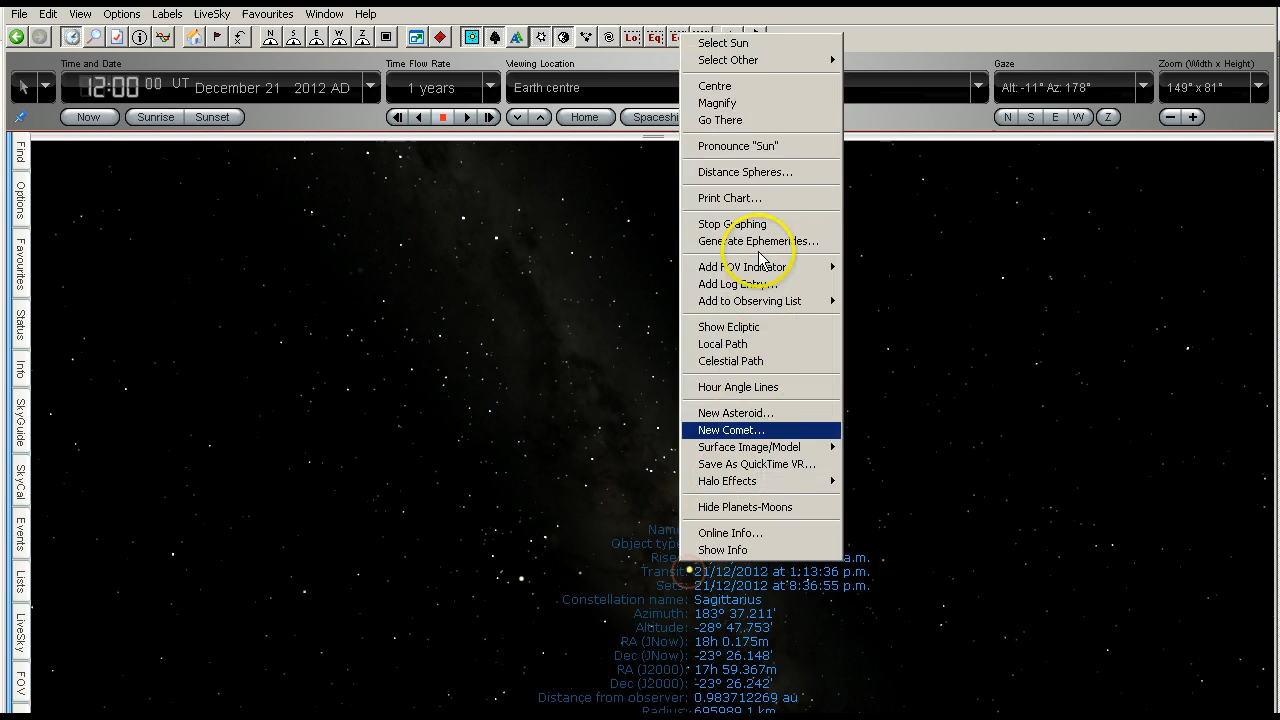 File Edit View Options Labels LiveSky Favourites Window Help
N S E W Z Lo: Eq:
Time and Date Time Flow Rate Viewing Location Gaze Zoom (Width x Height)
12:00 00 UT December 21 2012 AD 1 years Earth centre Alt: -11° Az: 178° 149° x 81°
Now Sunrise Sunset Home N S E W Z
Find
Options
Favourites
Status
Info
SkyGuide
SkyCal
Events
Lists
LiveSky
FOV
Select Sun
Select Other
Centre
Magnify
Go There
Pronounce "Sun"
Distance Spheres...
Print Chart...
Stop Graphing
Generate Ephemerides...
Add FOV Indicator
Add Log Entry...
Add to Observing List
Show Ecliptic
Local Path
Celestial Path
Hour Angle Lines
New Asteroid...
New Comet...
Surface Image/Model
Save As QuickTime VR...
Halo Effects
Hide Planets-Moons
Online Info...
Show Info
a.m.
Transit: 21/12/2012 at 1:13:36 p.m.
Sets: 21/12/2012 at 8:36:55 p.m.
Constellation name: Sagittarius
Azimuth: 183° 37.211'
Altitude: -28° 47.753'
RA (JNow): 18h 0.175m
Dec (JNow): -23° 26.148'
RA (J2000): 17h 59.367m
Dec (J2000): -23° 26.242'
Distance from observer: 0.983712269 au
Radius: 695989.1 km